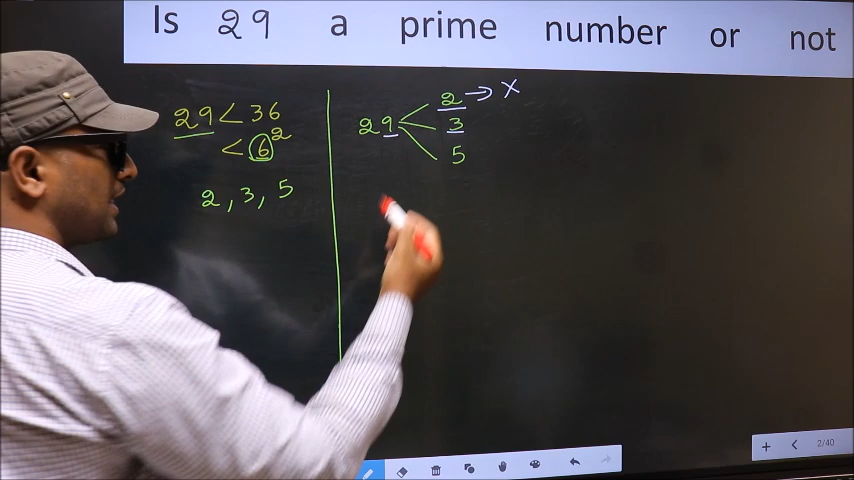 Is 29 a prime number or not
29 < 36
< 6²
2, 3, 5
29
2 → X
3
5
2/40